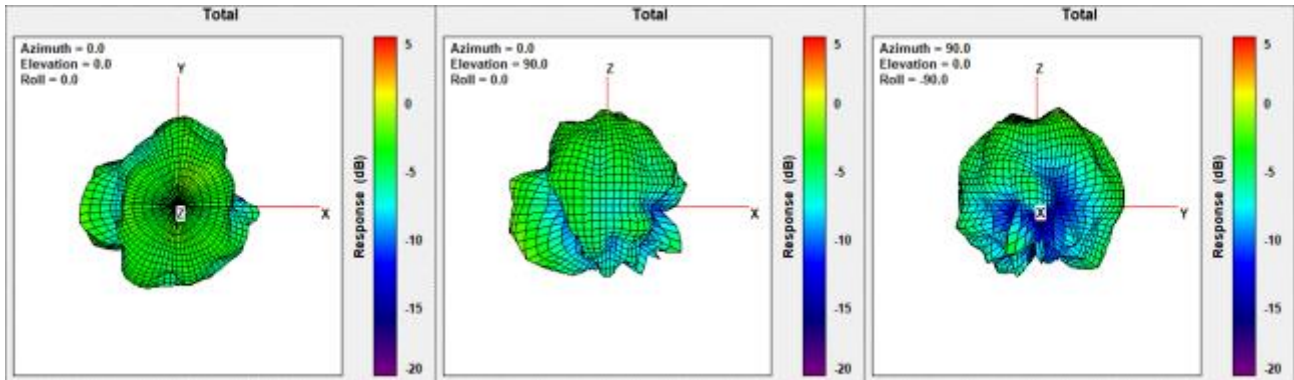 Total
Azimuth = 0.0
Elevation = 0.0
Roll = 0.0
Y
X
Z
5
0
-5
-10
-15
-20
Response (dB)
Total
Azimuth = 0.0
Elevation = 90.0
Roll = 0.0
Z
X
5
0
-5
-10
-15
-20
Response (dB)
Total
Azimuth = 90.0
Elevation = 0.0
Roll = -90.0
Z
X
Y
5
0
-5
-10
-15
-20
Response (dB)